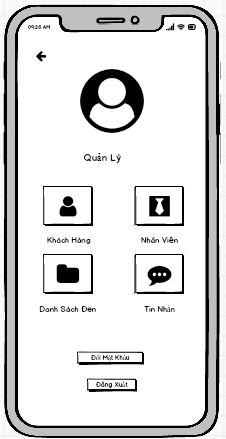 09:26 AM
Quản Lý
Khách Hàng
Nhân Viên
Danh Sách Đen
Tin Nhắn
Đổi Mật Khẩu
Đăng Xuất